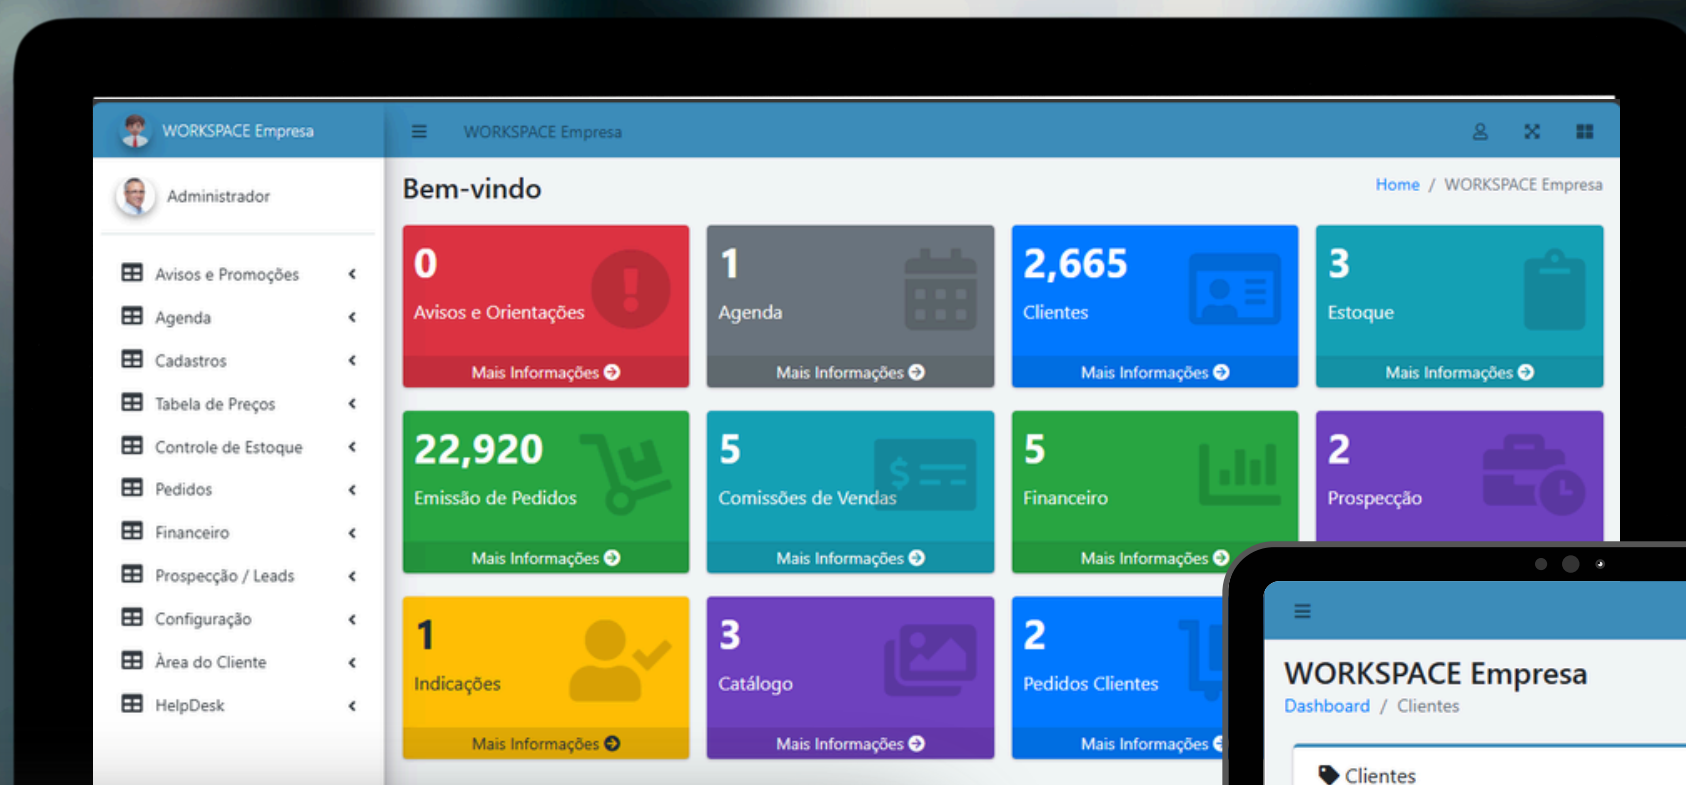 WORKSPACE Empresa
WORKSPACE Empresa
Administrador
Bem-vindo
Home / WORKSPACE Empresa
Avisos e Promoções
Agenda
Cadastros
Tabela de Preços
Controle de Estoque
Pedidos
Financeiro
Prospecção / Leads
Configuração
Àrea do Cliente
HelpDesk
0
Avisos e Orientações
Mais Informações
1
Agenda
Mais Informações
2,665
Clientes
Mais Informações
3
Estoque
Mais Informações
22,920
Emissão de Pedidos
Mais Informações
5
Comissões de Vendas
Mais Informações
5
Financeiro
Mais Informações
2
Prospecção
1
Indicações
Mais Informações
3
Catálogo
Mais Informações
2
Pedidos Clientes
Mais Informações
WORKSPACE Empresa
Dashboard / Clientes
Clientes